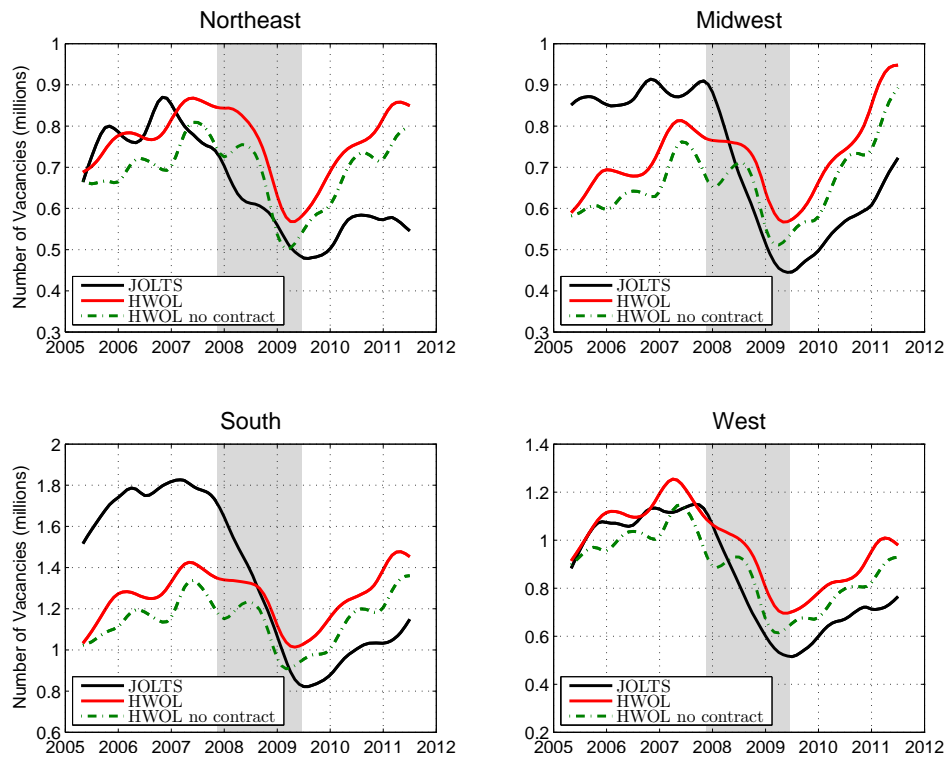 Northeast
Number of Vacancies (millions)
1
0.9
0.8
0.7
0.6
0.5
0.4
0.3
2005 2006 2007 2008 2009 2010 2011 2012
JOLTS
HWOL
HWOL no contract
Midwest
1
0.9
0.8
0.7
0.6
0.5
0.4
0.3
2005 2006 2007 2008 2009 2010 2011 2012
JOLTS
HWOL
HWOL no contract
South
Number of Vacancies (millions)
2
1.8
1.6
1.4
1.2
1
0.8
0.6
2005 2006 2007 2008 2009 2010 2011 2012
JOLTS
HWOL
HWOL no contract
West
1.4
1.2
1
0.8
0.6
0.4
0.2
2005 2006 2007 2008 2009 2010 2011 2012
JOLTS
HWOL
HWOL no contract